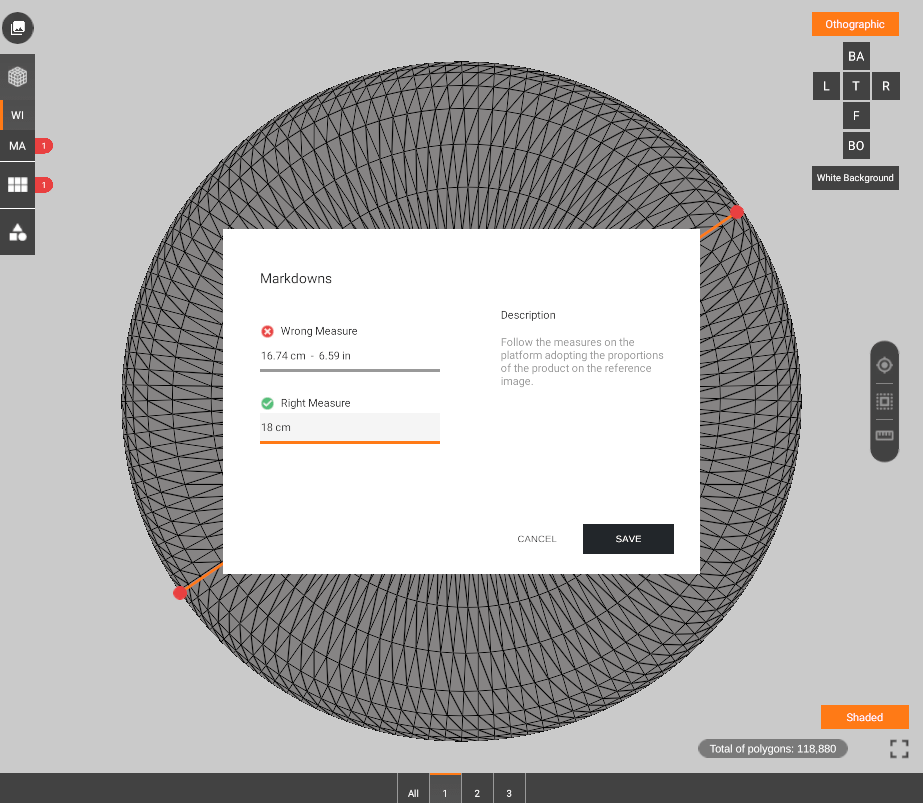 Othographic
BA
L T R
F
BO
White Background
WI
MA 1
1
Markdowns
Wrong Measure
16.74 cm - 6.59 in
Right Measure
18 cm
Description
Follow the measures on the
platform adopting the proportions
of the product on the reference
image.
CANCEL SAVE
Shaded
Total of polygons: 118,880
All 1 2 3